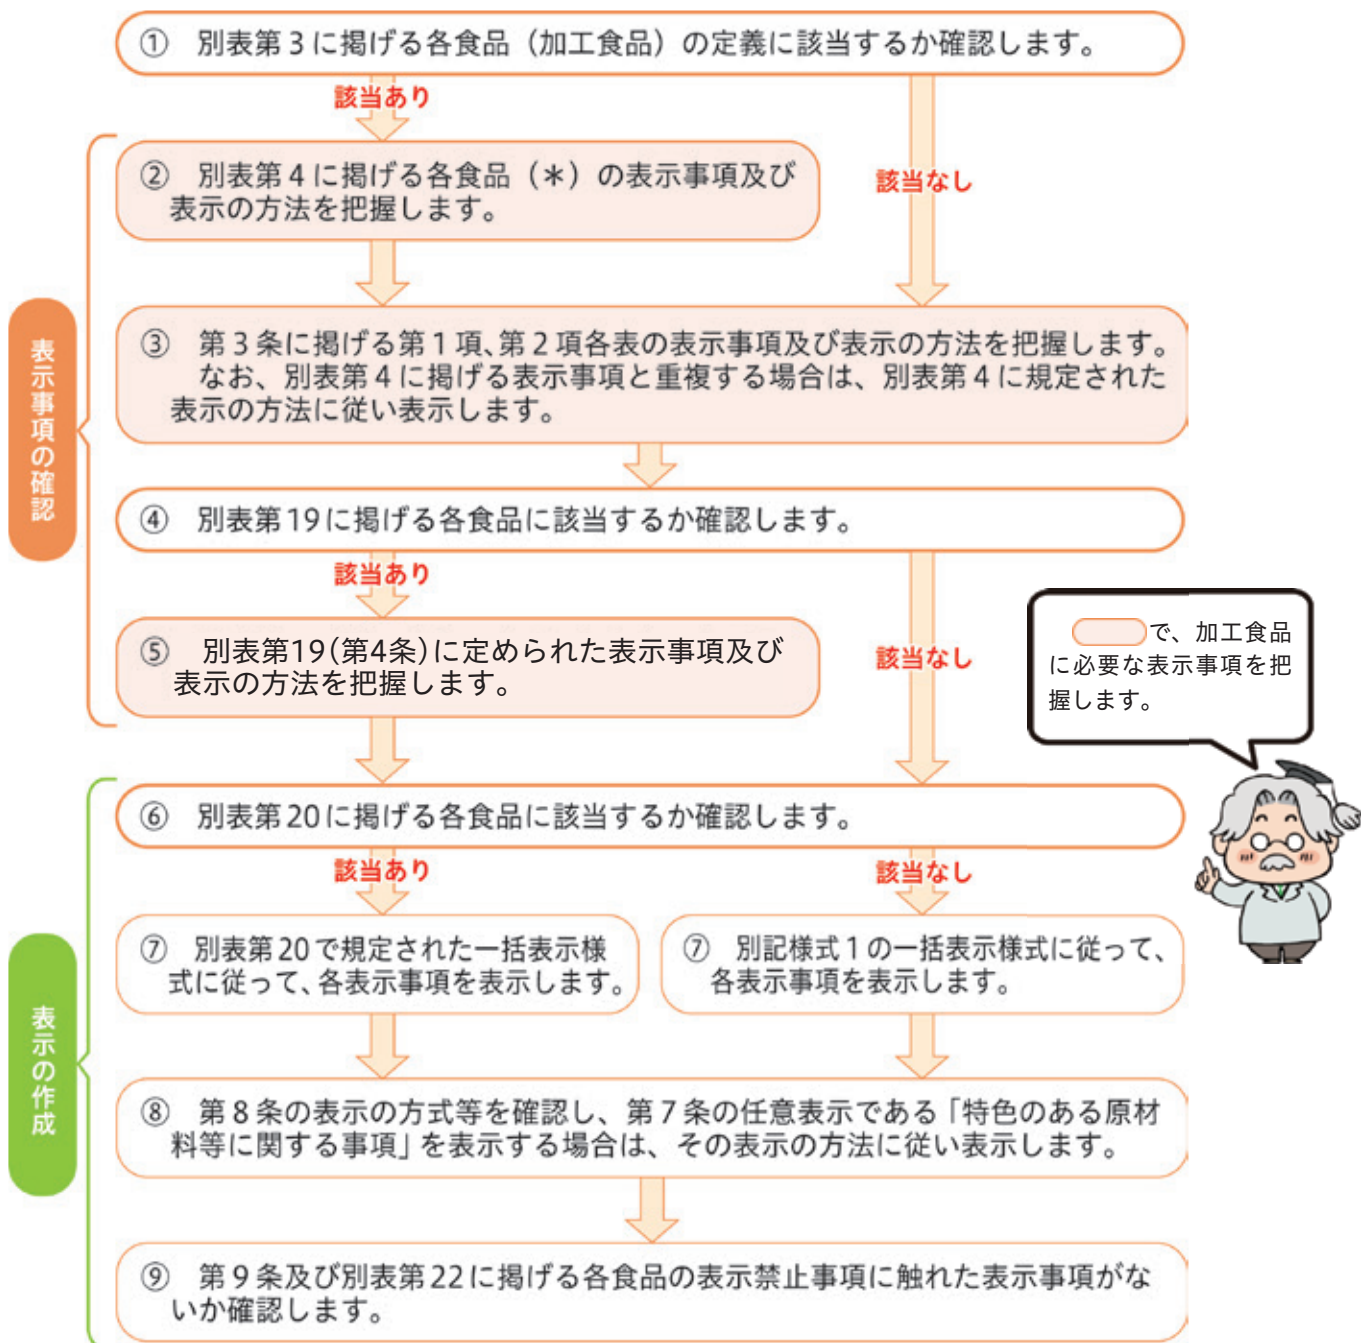 ① 別表第3に掲げる各食品（加工食品）の定義に該当するか確認します。
該当あり
該当なし
② 別表第4に掲げる各食品（＊）の表示事項及び
表示の方法を把握します。
③ 第3条に掲げる第1項、第2項各表の表示事項及び表示の方法を把握します。
なお、別表第4に掲げる表示事項と重複する場合は、別表第4に規定された
表示の方法に従い表示します。
表示事項の確認
④ 別表第19に掲げる各食品に該当するか確認します。
該当あり
該当なし
⑤ 別表第19(第4条)に定められた表示事項及び
表示の方法を把握します。
で、加工食品
に必要な表示事項を把
握します。
⑥ 別表第20に掲げる各食品に該当するか確認します。
該当あり
該当なし
⑦ 別表第20で規定された一括表示様
式に従って、各表示事項を表示します。
⑦ 別記様式1の一括表示様式に従って、
各表示事項を表示します。
表示の作成
⑧ 第8条の表示の方式等を確認し、第7条の任意表示である「特色のある原材
料等に関する事項」を表示する場合は、その表示の方法に従い表示します。
⑨ 第9条及び別表第22に掲げる各食品の表示禁止事項に触れた表示事項がな
いか確認します。